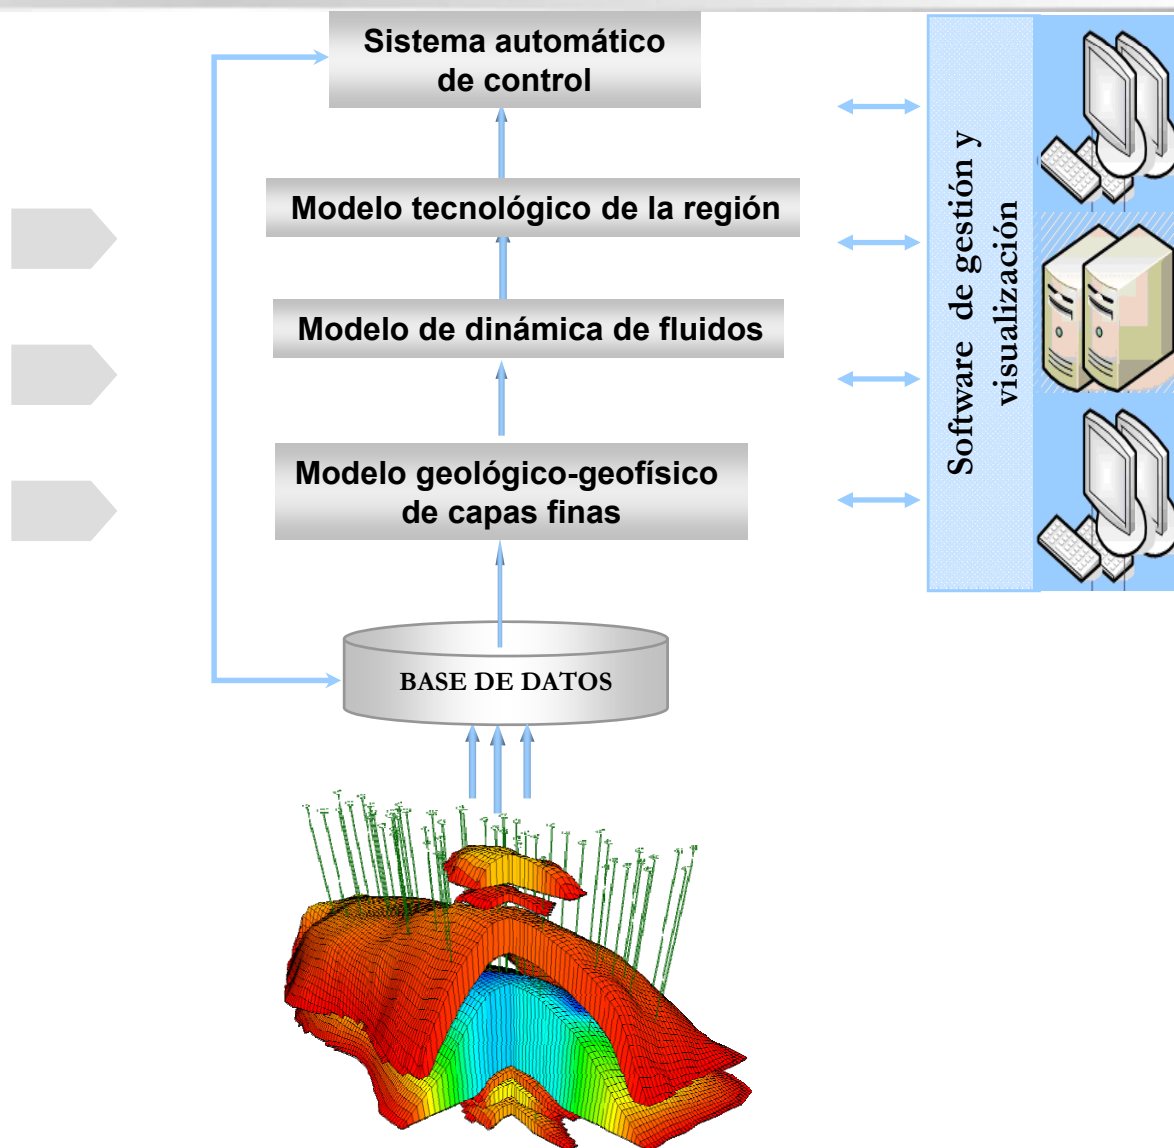 Sistema automático
de control
Modelo tecnológico de la región
Modelo de dinámica de fluidos
Modelo geológico-geofísico
de capas finas
BASE DE DATOS
Software de gestión y
visualización